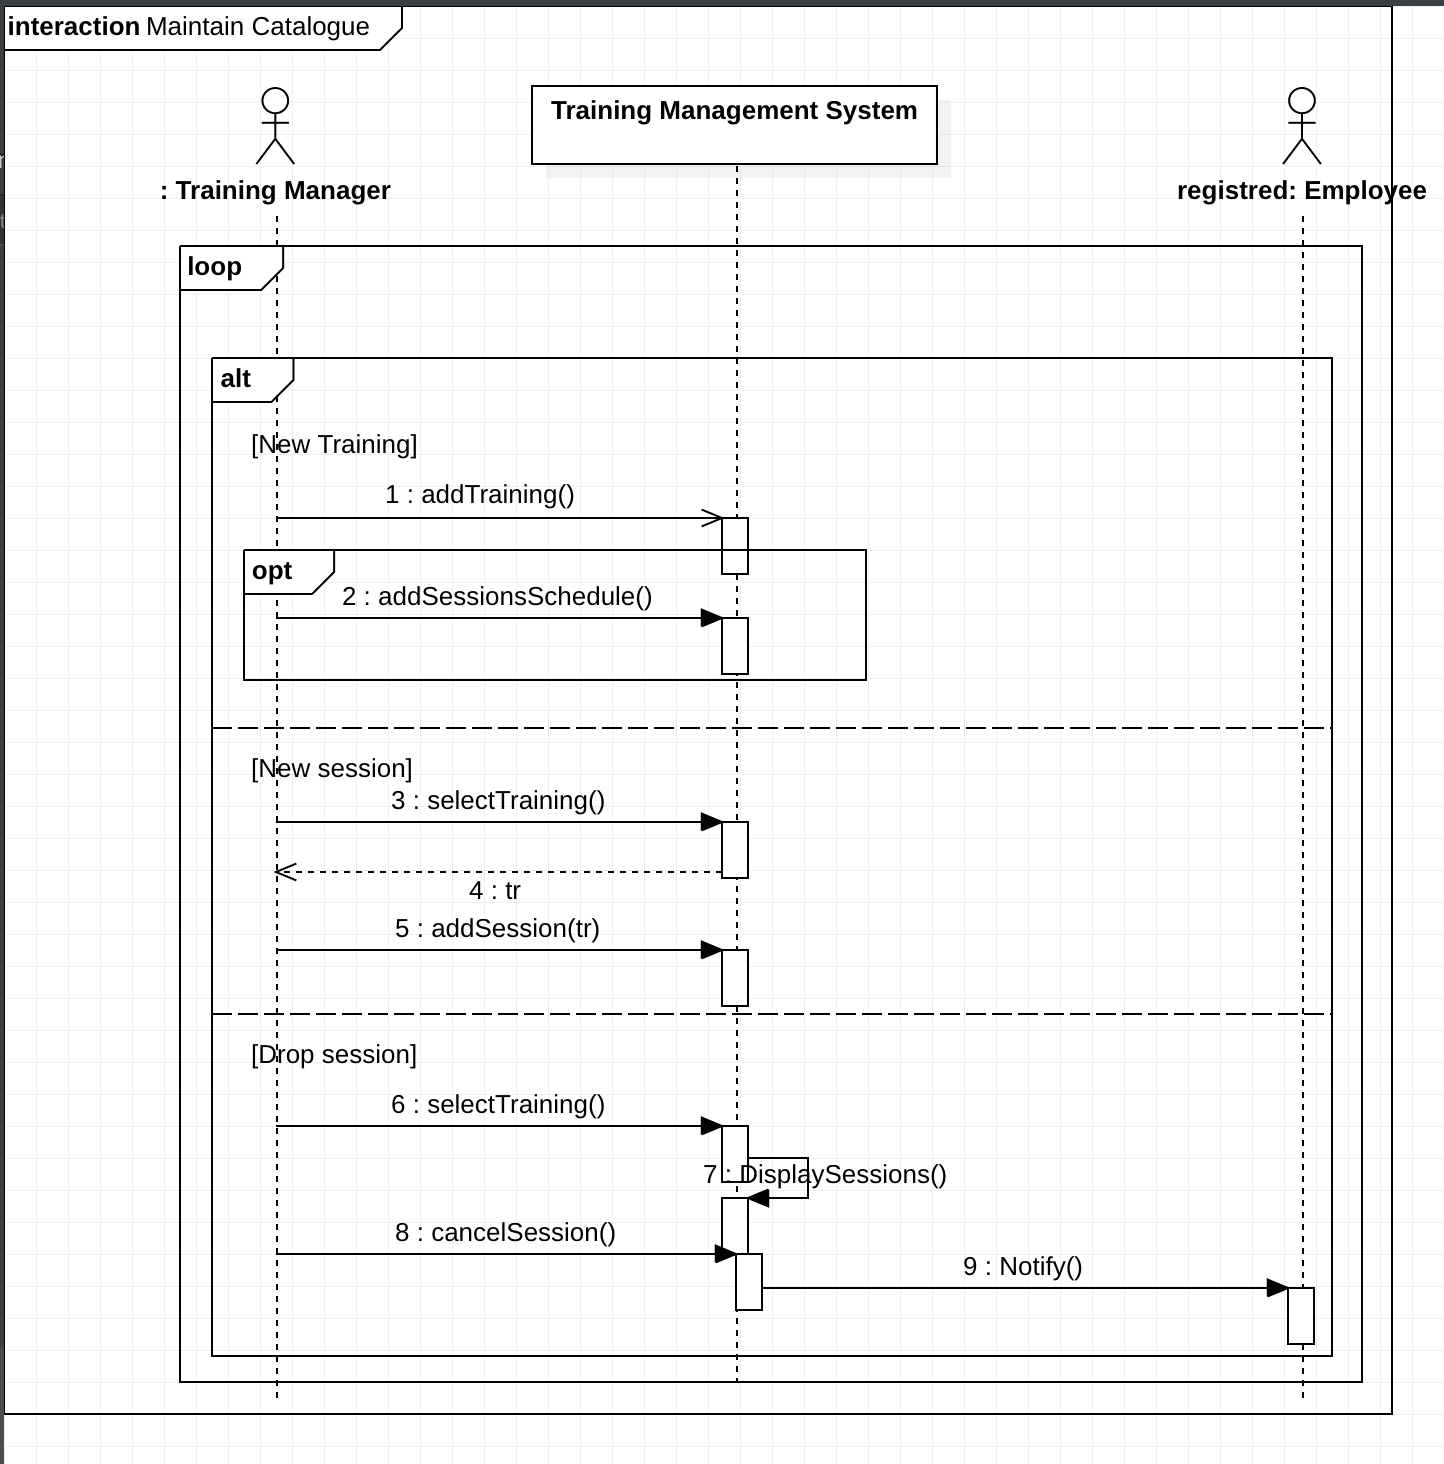 interaction Maintain Catalogue
Training Management System
: Training Manager
registred: Employee
loop
alt
[New Training]
1 : addTraining()
opt
2 : addSessionsSchedule()
[New session]
3 : selectTraining()
4 : tr
5 : addSession(tr)
[Drop session]
6 : selectTraining()
7 : DisplaySessions()
8 : cancelSession()
9 : Notify()